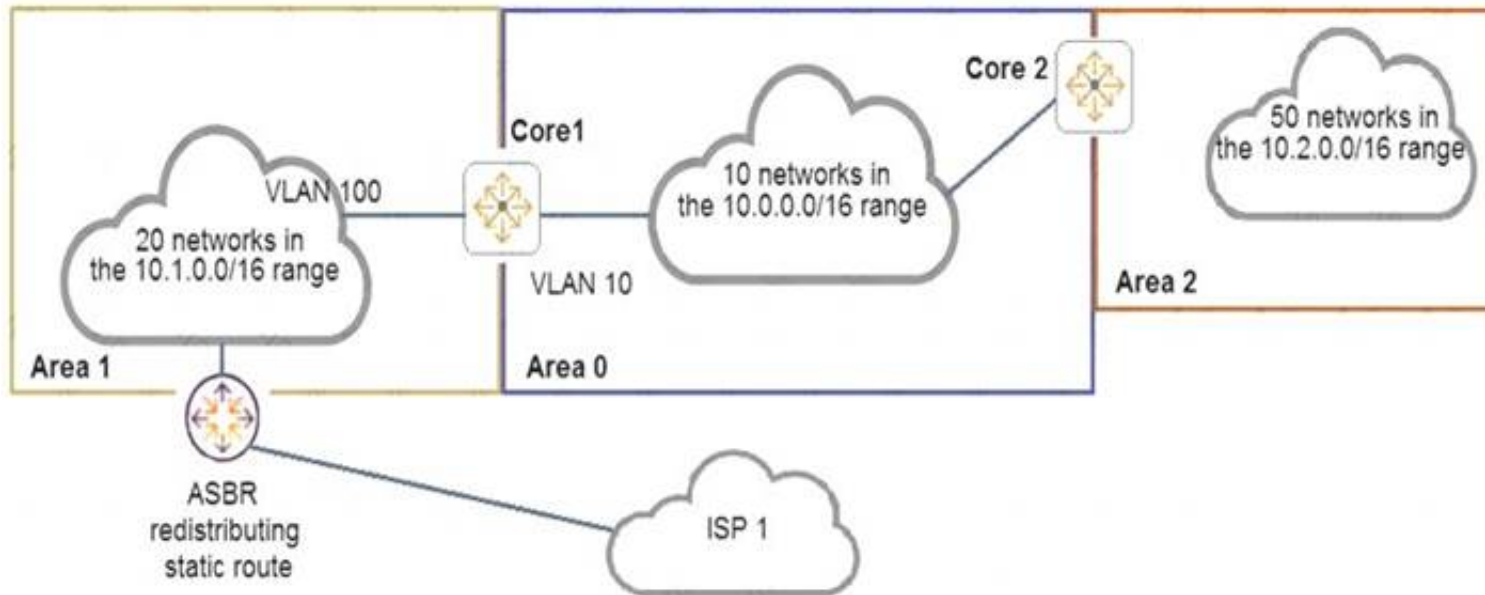 Core 2
Core1
VLAN 100
20 networks in
the 10.1.0.0/16 range
10 networks in
the 10.0.0.0/16 range
50 networks in
the 10.2.0.0/16 range
VLAN 10
Area 1
Area 0
Area 2
ASBR
redistributing
static route
ISP 1